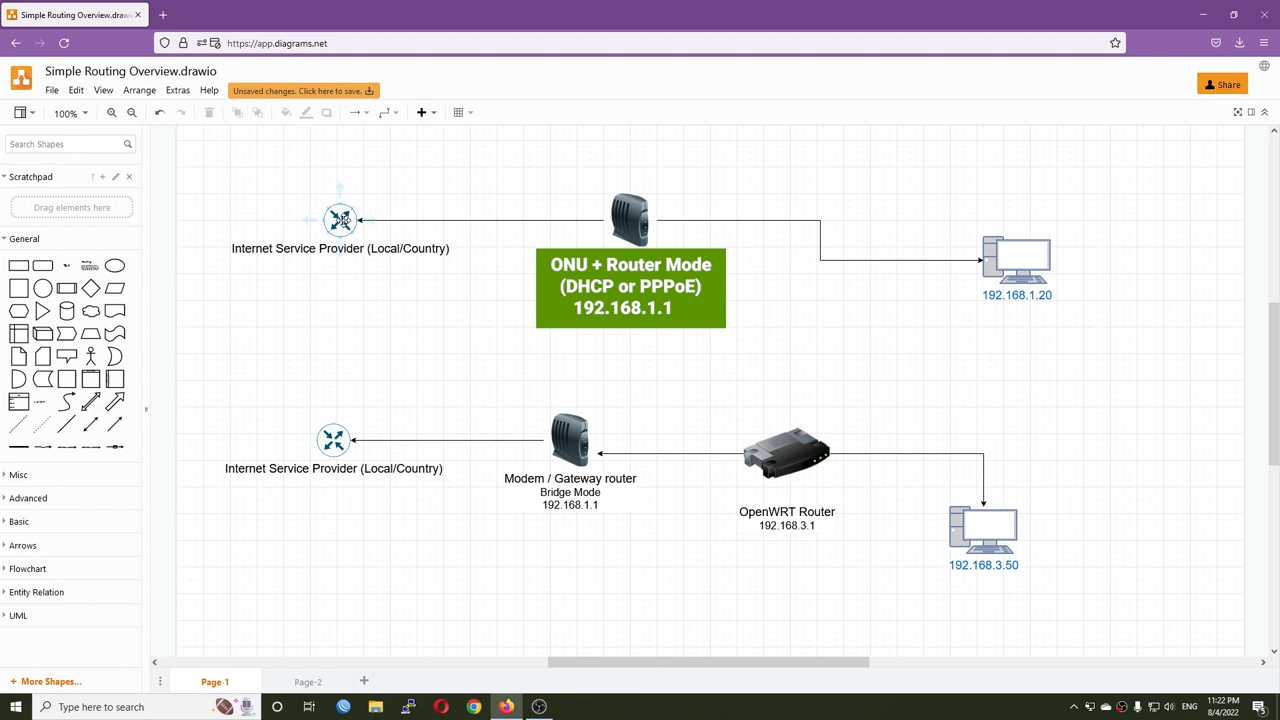 Simple Routing Overview.drawi
https://app.diagrams.net
Simple Routing Overview.drawio
File Edit View Arrange Extras Help
Unsaved changes. Click here to save.
Share
100%
Search Shapes
Scratchpad
Drag elements here
General
Misc
Advanced
Basic
Arrows
Flowchart
Entity Relation
UML
+ More Shapes...
Internet Service Provider (Local/Country)
ONU + Router Mode
(DHCP or PPPoE)
192.168.1.1
192.168.1.20
Internet Service Provider (Local/Country)
Modem / Gateway router
Bridge Mode
192.168.1.1
OpenWRT Router
192.168.3.1
192.168.3.50
Page-1
Page-2
Type here to search
11:22 PM
8/4/2022